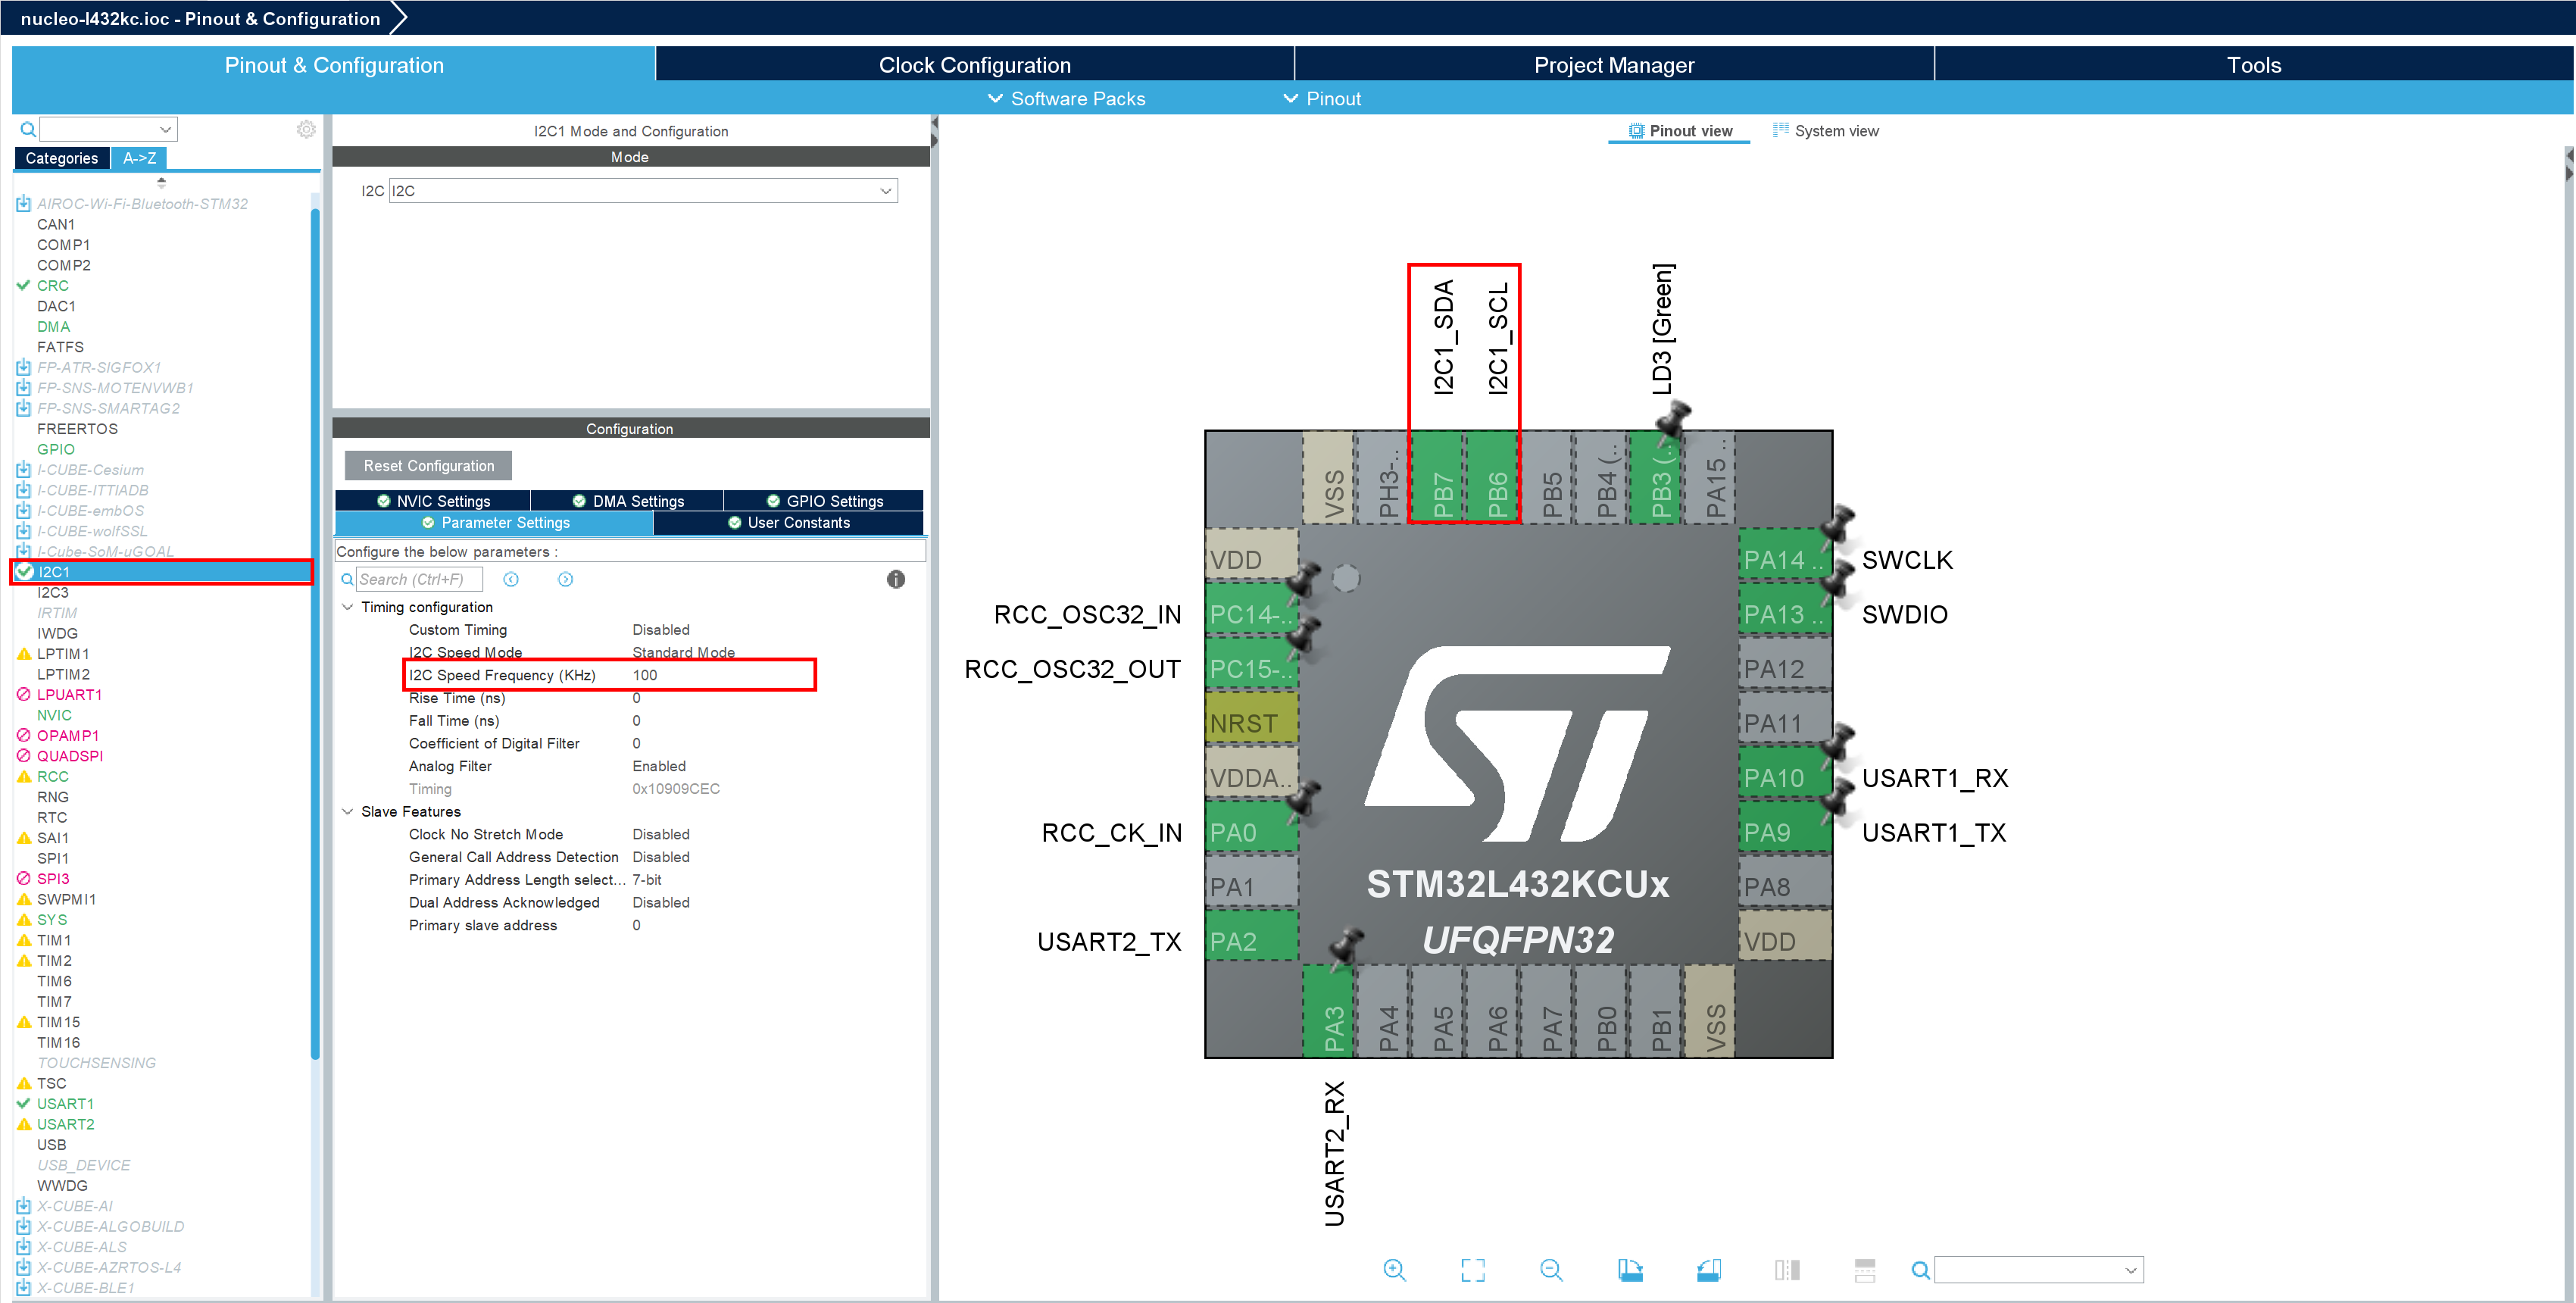 nucleo-l432kc.ioc - Pinout & Configuration
Pinout & Configuration
Clock Configuration
Project Manager
Tools
Software Packs
Pinout
Categories
A->Z
AIROC-Wi-Fi-Bluetooth-STM32
CAN1
COMP1
COMP2
CRC
DAC1
DMA
FATFS
FP-ATR-SIGFOX1
FP-SNS-MOTENVWB1
FP-SNS-SMARTAG2
FREERTOS
GPIO
I-CUBE-Cesium
I-CUBE-ITTIADB
I-CUBE-embOS
I-CUBE-wolfSSL
I-Cube-SoM-uGOAL
I2C1
I2C3
IRTIM
IWDG
LPTIM1
LPTIM2
LPUART1
NVIC
OPAMP1
QUADSPI
RCC
RNG
RTC
SAI1
SPI1
SPI3
SWPMI1
SYS
TIM1
TIM2
TIM6
TIM7
TIM15
TIM16
TOUCHSENSING
TSC
USART1
USART2
USB
USB_DEVICE
WWDG
X-CUBE-AI
X-CUBE-ALGOBUILD
X-CUBE-ALS
X-CUBE-AZRTOS-L4
X-CUBE-BLE1
I2C1 Mode and Configuration
Mode
I2C I2C
Configuration
Reset Configuration
NVIC Settings
DMA Settings
GPIO Settings
Parameter Settings
User Constants
Configure the below parameters :
Search (Ctrl+F)
Timing configuration
Custom Timing Disabled
I2C Speed Mode Standard Mode
I2C Speed Frequency (KHz) 100
Rise Time (ns) 0
Fall Time (ns) 0
Coefficient of Digital Filter 0
Analog Filter Enabled
Timing 0x10909CEC
Slave Features
Clock No Stretch Mode Disabled
General Call Address Detection Disabled
Primary Address Length select... 7-bit
Dual Address Acknowledged Disabled
Primary slave address 0
Pinout view
System view
I2C1_SDA
I2C1_SCL
LD3 [Green]
VSS
PH3-..
PB7
PB6
PB5
PB4 (..
PB3 (..
PA15 ..
VDD
RCC_OSC32_IN PC14-..
RCC_OSC32_OUT PC15-..
NRST
VDDA..
RCC_CK_IN PA0
PA1
USART2_TX PA2
PA14 .. SWCLK
PA13 .. SWDIO
PA12
PA11
PA10 USART1_RX
PA9 USART1_TX
PA8
VDD
ST
STM32L432KCUx
UFQFPN32
PA3
PA4
PA5
PA6
PA7
PB0
PB1
VSS
USART2_RX